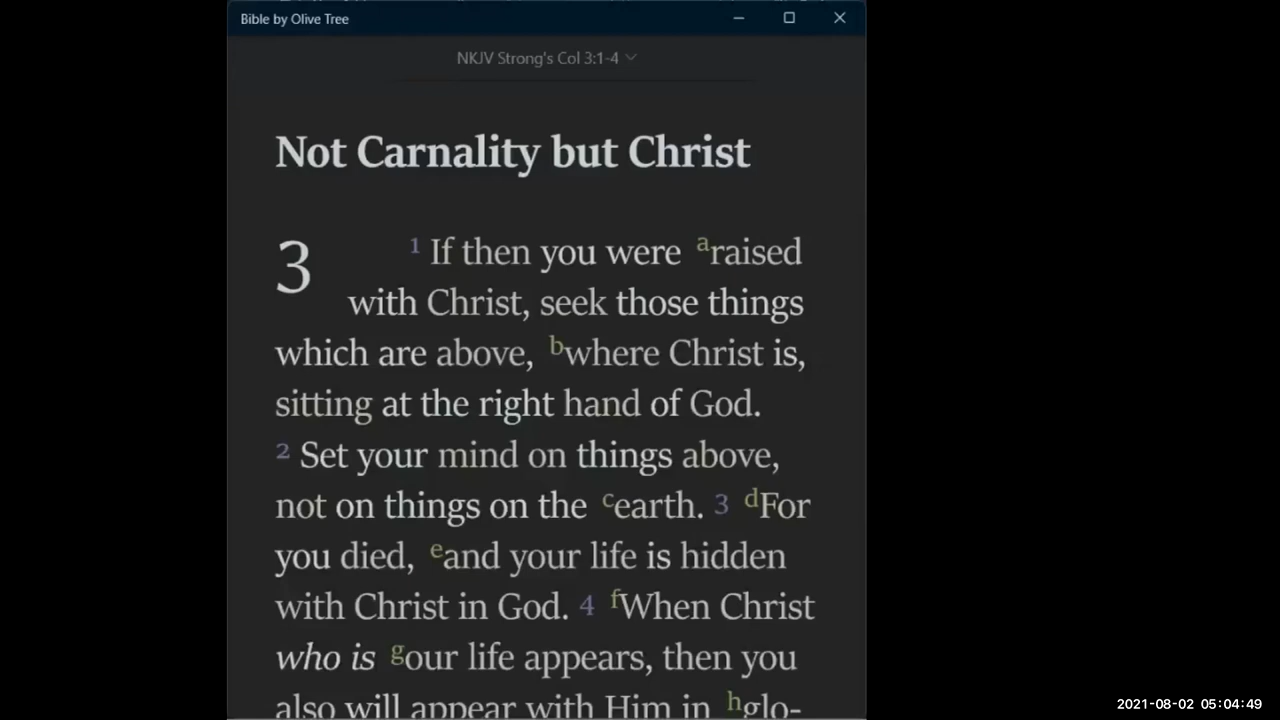 Bible by Olive Tree
NKJV Strong's Col 3:1-4
Not Carnality but Christ
3 1 If then you were araised
with Christ, seek those things
which are above, bwhere Christ is,
sitting at the right hand of God.
2 Set your mind on things above,
not on things on the cearth. 3 dFor
you died, eand your life is hidden
with Christ in God. 4 fWhen Christ
who is gour life appears, then you
also will appear with Him in hglo-
2021-08-02 05:04:49